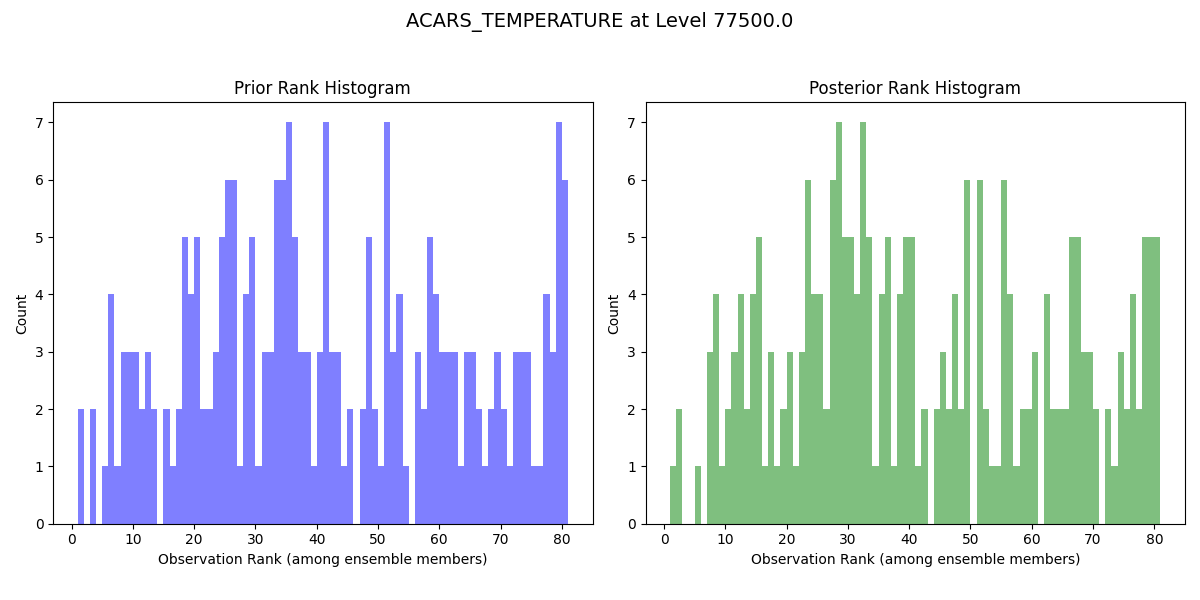 ACARS_TEMPERATURE at Level 77500.0
Prior Rank Histogram
7
6
5
4
3
2
1
0
Count
0 10 20 30 40 50 60 70 80
Observation Rank (among ensemble members)
Posterior Rank Histogram
7
6
5
4
3
2
1
0
Count
0 10 20 30 40 50 60 70 80
Observation Rank (among ensemble members)